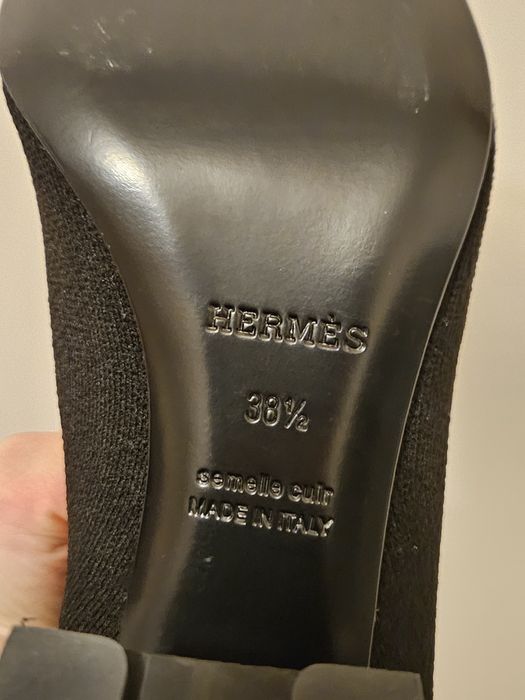 HERMÈS
38½
semelle cuir
MADE IN ITALY